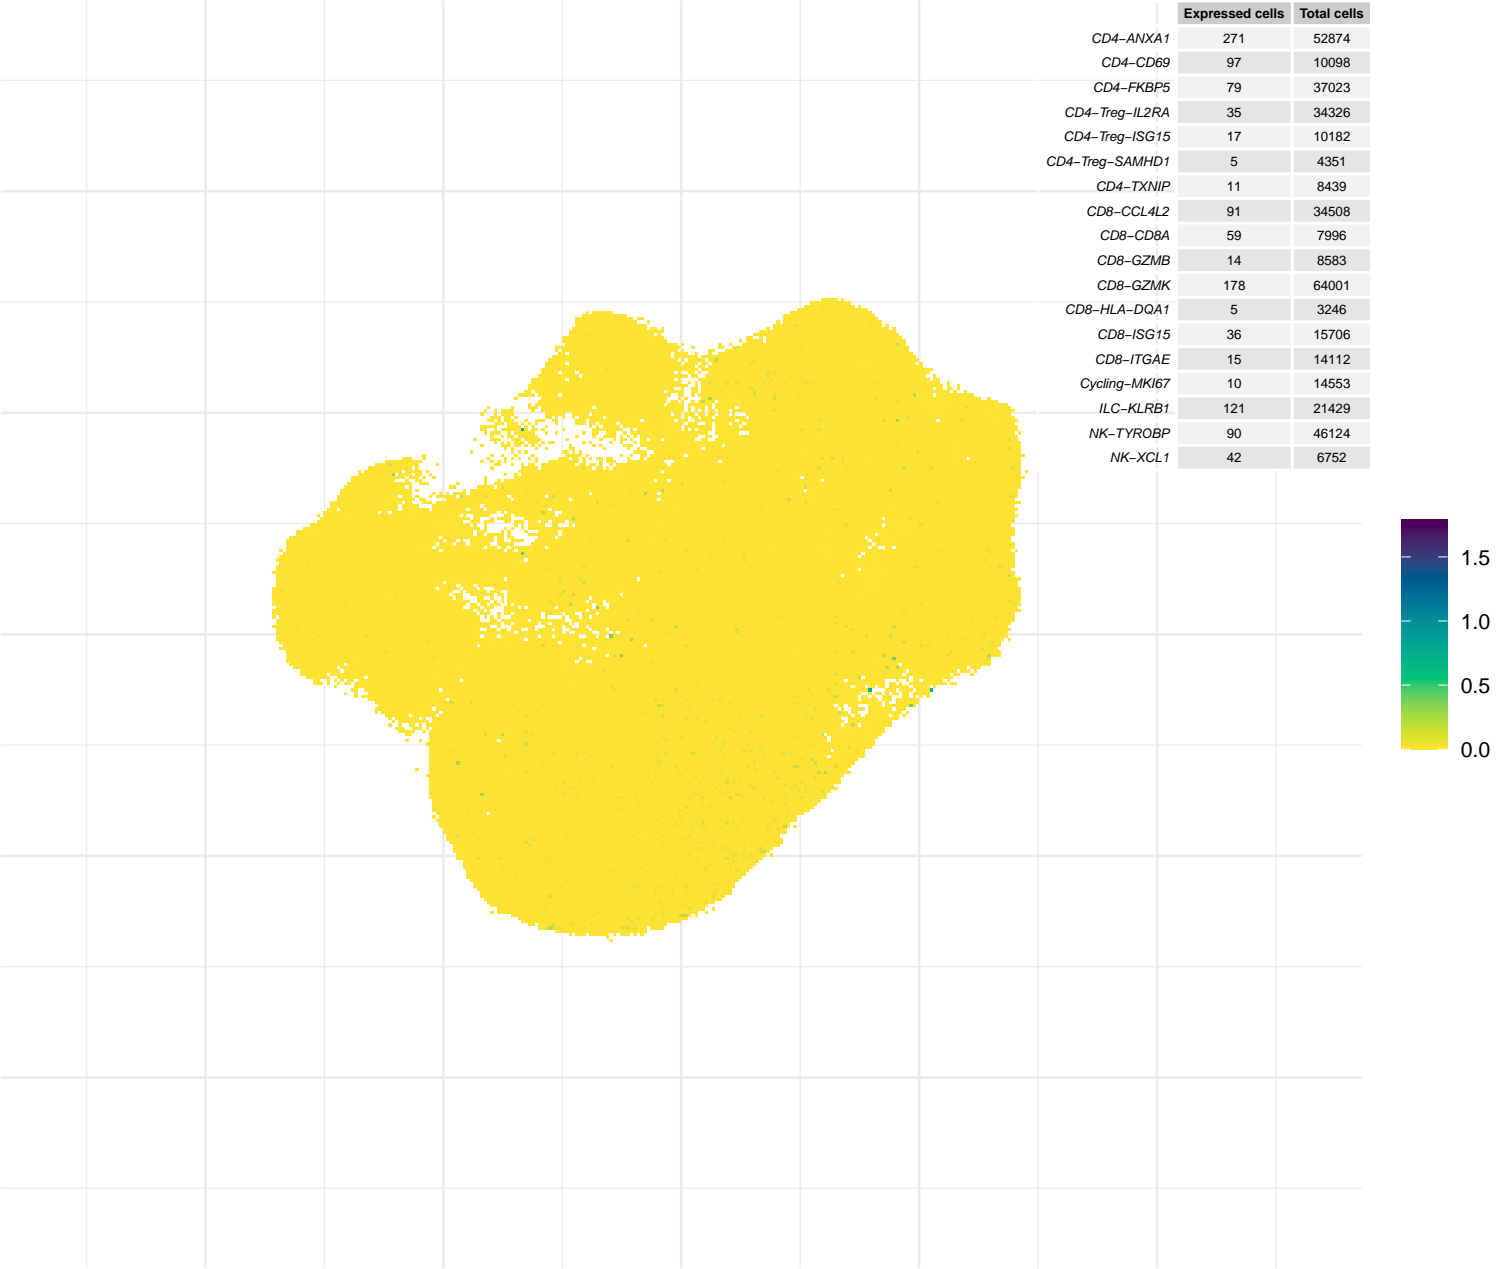 Expressed cells Total cells
CD4−ANXA1 271 52874
CD4−CD69 97 10098
CD4−FKBP5 79 37023
CD4−Treg−IL2RA 35 34326
CD4−Treg−ISG15 17 10182
CD4−Treg−SAMHD1 5 4351
CD4−TXNIP 11 8439
CD8−CCL4L2 91 34508
CD8−CD8A 59 7996
CD8−GZMB 14 8583
CD8−GZMK 178 64001
CD8−HLA−DQA1 5 3246
CD8−ISG15 36 15706
CD8−ITGAE 15 14112
Cycling−MKI67 10 14553
ILC−KLRB1 121 21429
NK−TYROBP 90 46124
NK−XCL1 42 6752
1.5
1.0
0.5
0.0